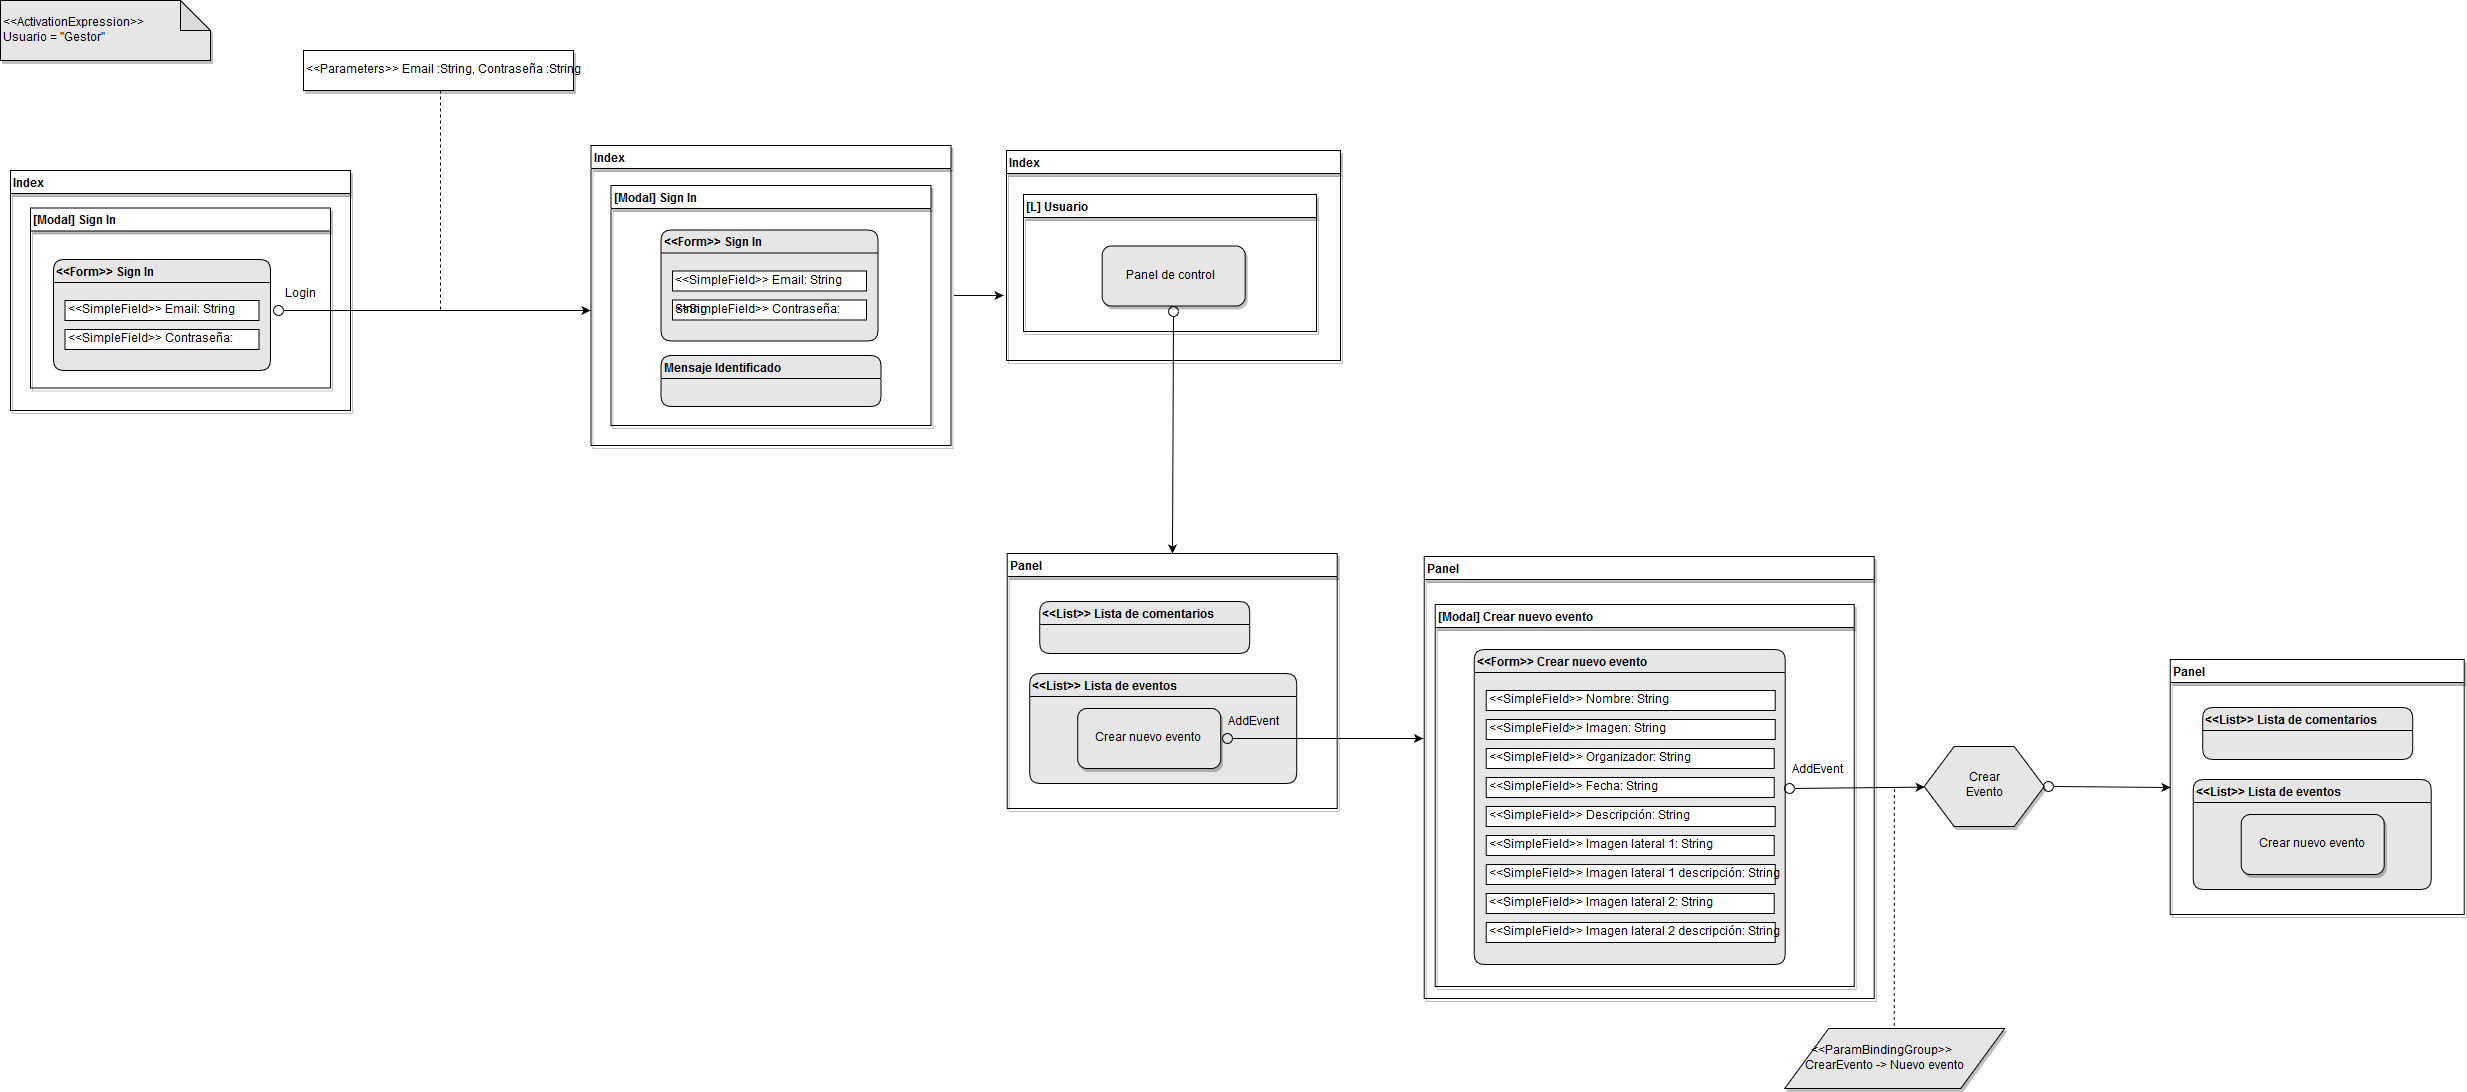 <<ActivationExpression>>
Usuario = "Gestor"
<<Parameters>> Email :String, Contraseña :String
Index
[Modal] Sign In
<<Form>> Sign In
<<SimpleField>> Email: String
<<SimpleField>> Contraseña:
Login
Index
[Modal] Sign In
<<Form>> Sign In
<<SimpleField>> Email: String
<<SimpleField>> Contraseña:
String
Mensaje Identificado
Index
[L] Usuario
Panel de control
Panel
<<List>> Lista de comentarios
<<List>> Lista de eventos
Crear nuevo evento
AddEvent
Panel
[Modal] Crear nuevo evento
<<Form>> Crear nuevo evento
<<SimpleField>> Nombre: String
<<SimpleField>> Imagen: String
<<SimpleField>> Organizador: String
<<SimpleField>> Fecha: String
<<SimpleField>> Descripción: String
<<SimpleField>> Imagen lateral 1: String
<<SimpleField>> Imagen lateral 1 descripción: String
<<SimpleField>> Imagen lateral 2: String
<<SimpleField>> Imagen lateral 2 descripción: String
AddEvent
Crear
Evento
<<ParamBindingGroup>>
CrearEvento -> Nuevo evento
Panel
<<List>> Lista de comentarios
<<List>> Lista de eventos
Crear nuevo evento